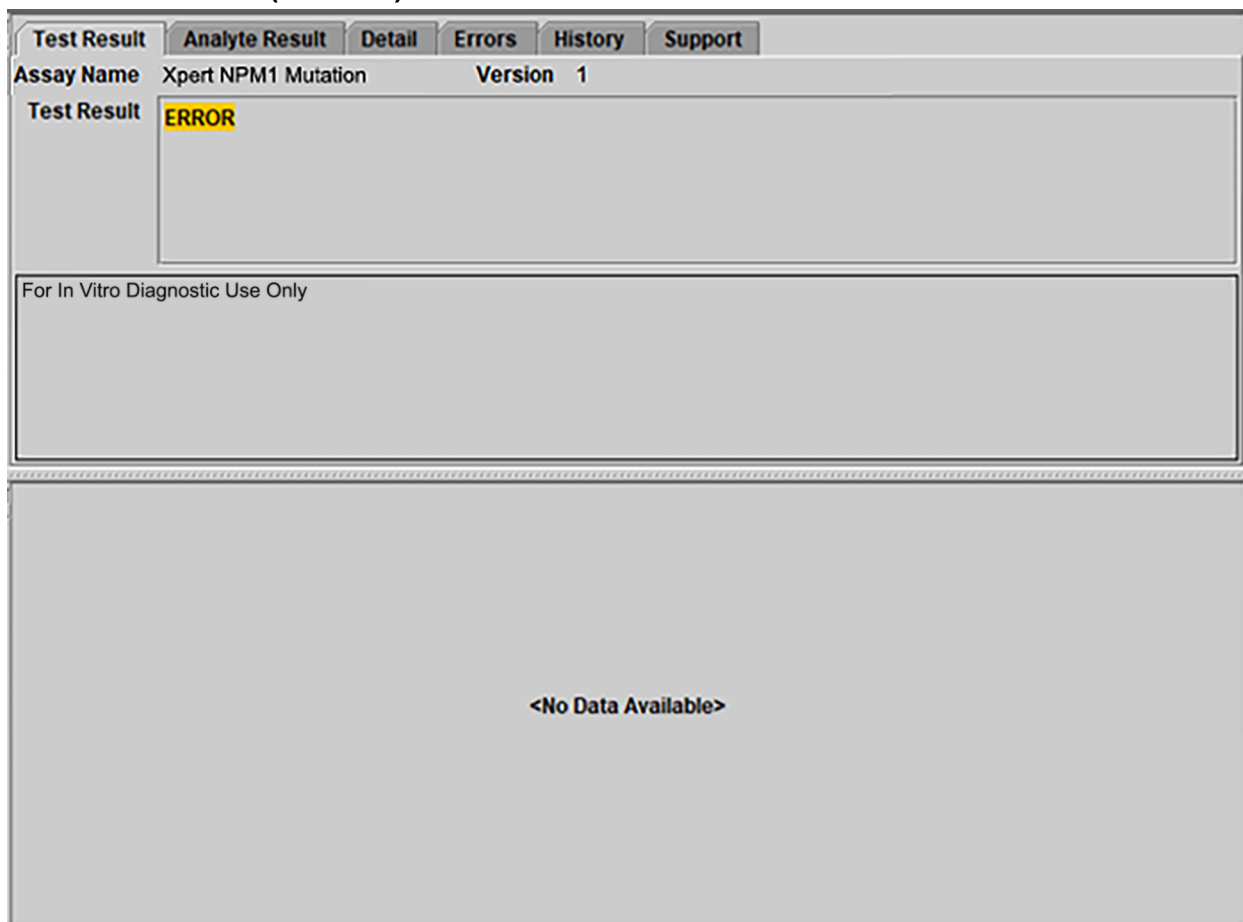 Test Result Analyte Result Detail Errors History Support
Assay Name Xpert NPM1 Mutation Version 1
Test Result ERROR
For In Vitro Diagnostic Use Only
<No Data Available>